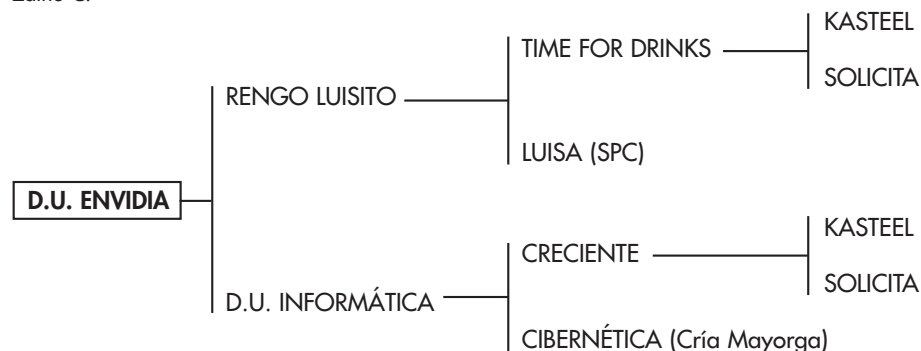 KASTEEL
TIME FOR DRINKS
SOLICITA
RENGO LUISITO
LUISA (SPC)
D.U. ENVIDIA
KASTEEL
CRECIENTE
SOLICITA
D.U. INFORMÁTICA
CIBERNÉTICA (Cría Mayorga)